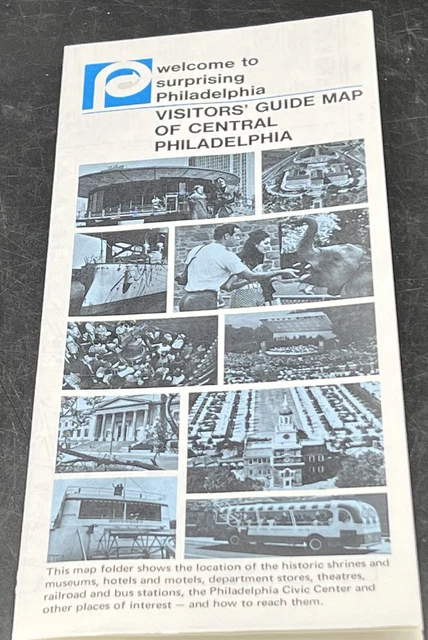 welcome to
surprising
Philadelphia
VISITORS' GUIDE MAP
OF CENTRAL
PHILADELPHIA
This map folder shows the location of the historic shrines and
museums, hotels and motels, department stores, theatres,
railroad and bus stations, the Philadelphia Civic Center and
other places of interest — and how to reach them.